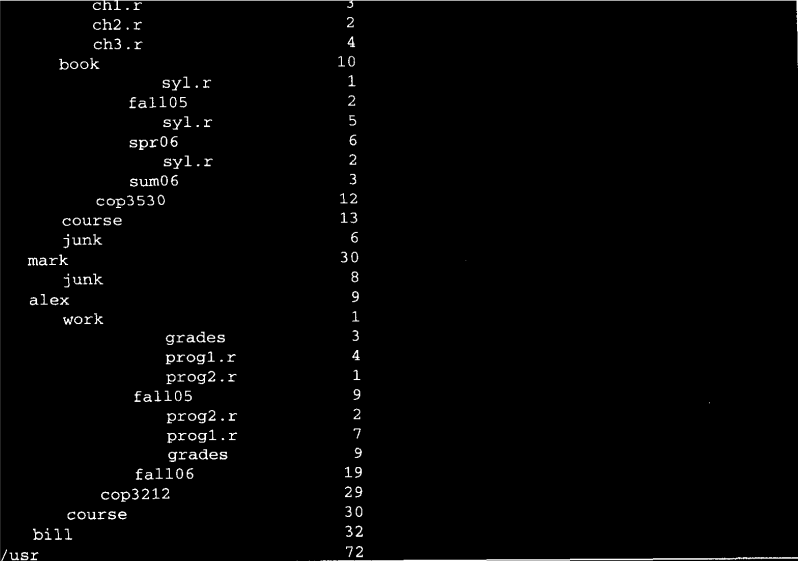 ch1.r 3
ch2.r 2
ch3.r 4
book 10
syl.r 1
fall05 2
syl.r 5
spr06 6
syl.r 2
sum06 3
cop3530 12
course 13
junk 6
mark 30
junk 8
alex 9
work 1
grades 3
prog1.r 4
prog2.r 1
fall05 9
prog2.r 2
prog1.r 7
grades 9
fall06 19
cop3212 29
course 30
bill 32
/usr 72